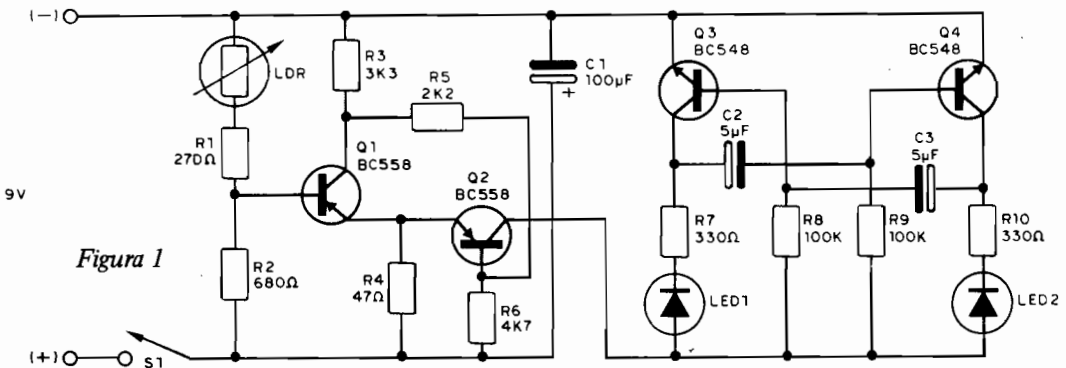 (−)
LDR
R1
270Ω
R2
680Ω
R3
3K3
R5
2K2
Q1
BC558
Q2
BC558
R4
47Ω
R6
4K7
C1
100µF
+
Q3
BC548
Q4
BC548
C2
5µF
C3
5µF
R7
330Ω
R8
100K
R9
100K
R10
330Ω
LED1
LED2
9V
Figura 1
(+)
S1